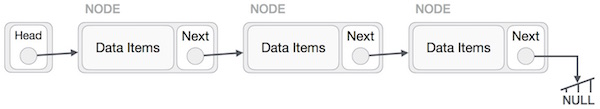 NODE NODE NODE
Head Data Items Next Data Items Next Data Items Next
NULL